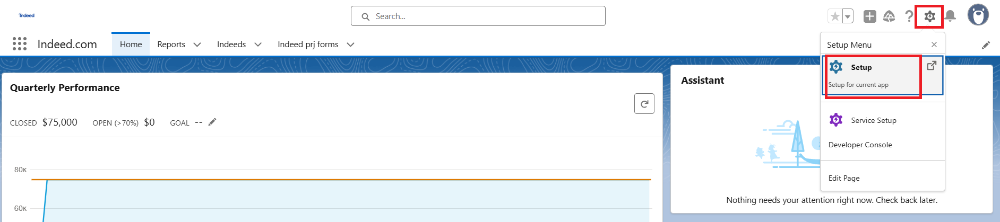 indeed
Search...
Indeed.com
Home
Reports
Indeeds
Indeed prj forms
Setup Menu
Setup
Setup for current app
Service Setup
Developer Console
Edit Page
Quarterly Performance
CLOSED $75,000 OPEN (>70%) $0 GOAL --
80K
60K
Assistant
Nothing needs your attention right now. Check back later.